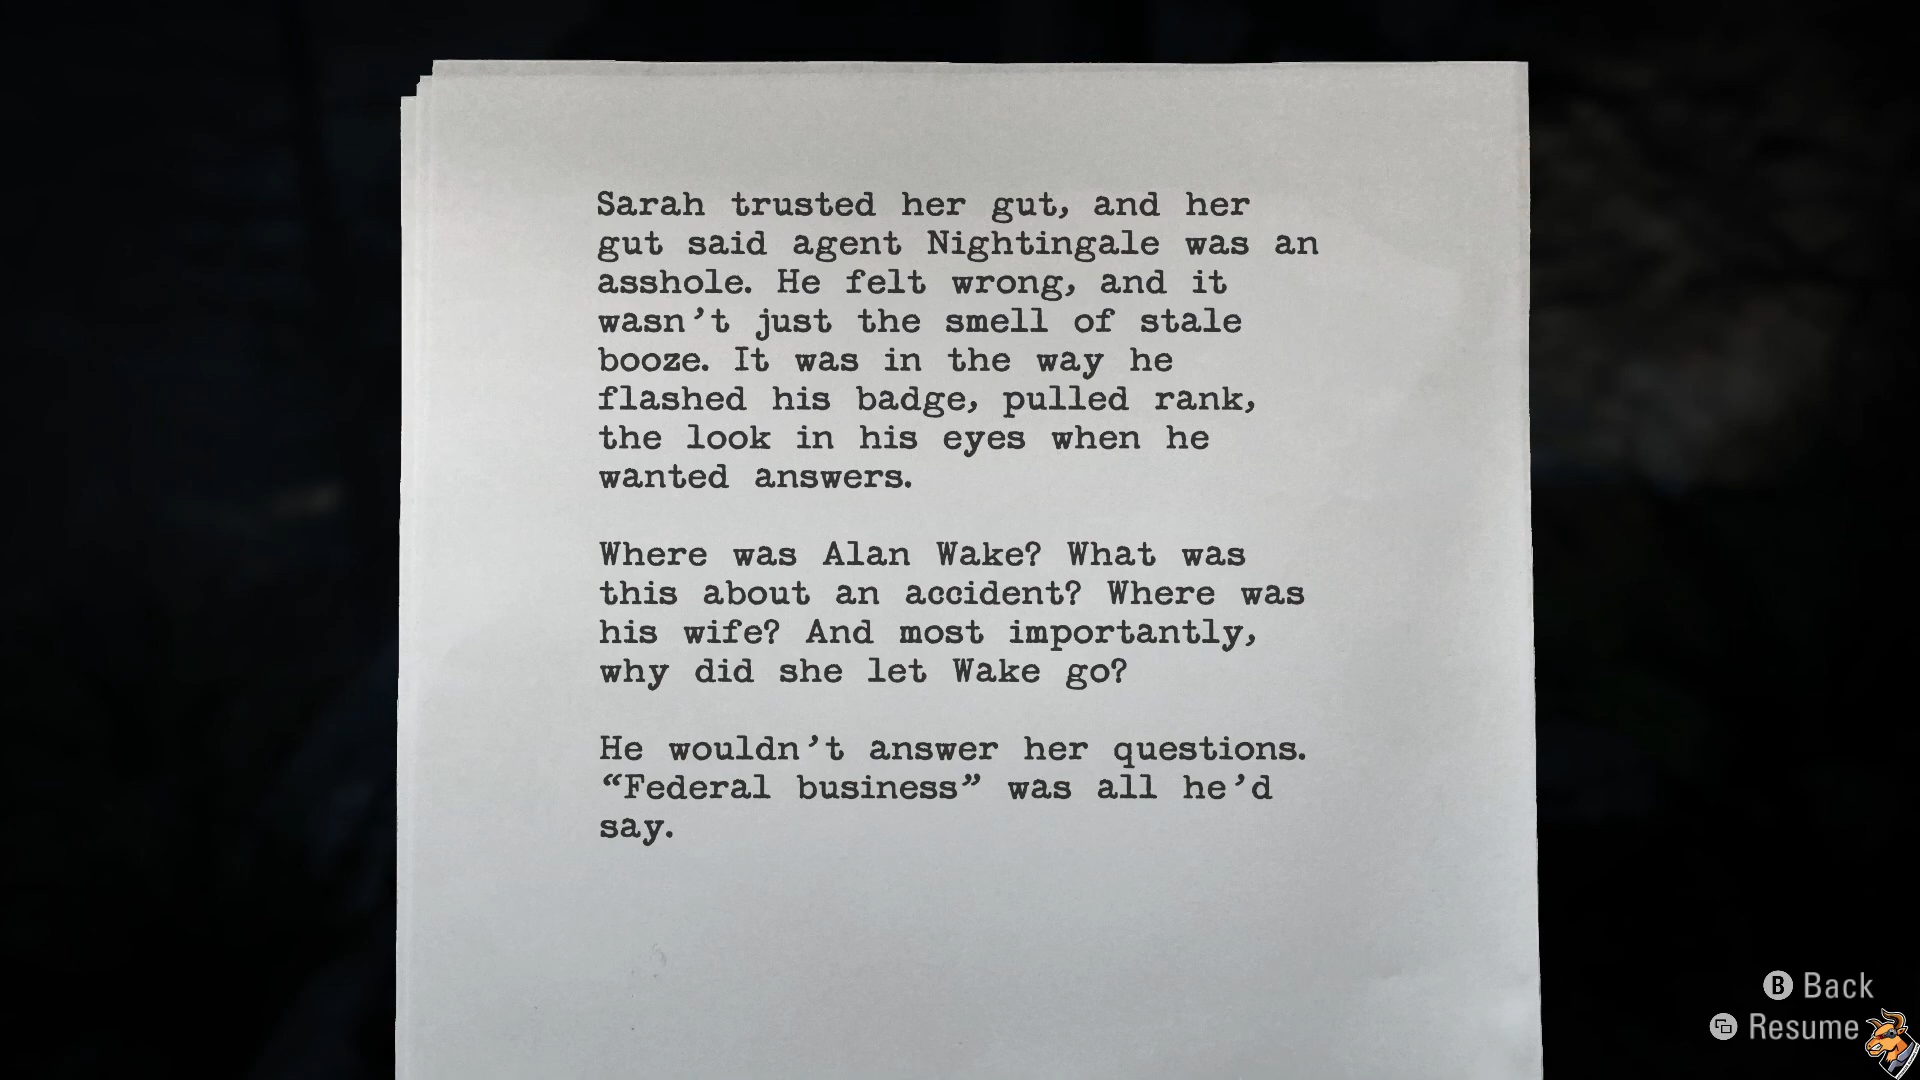 Sarah trusted her gut, and her
gut said agent Nightingale was an
asshole. He felt wrong, and it
wasn’t just the smell of stale
booze. It was in the way he
flashed his badge, pulled rank,
the look in his eyes when he
wanted answers.
Where was Alan Wake? What was
this about an accident? Where was
his wife? And most importantly,
why did she let Wake go?
He wouldn’t answer her questions.
“Federal business” was all he’d
say.
B Back
Resume